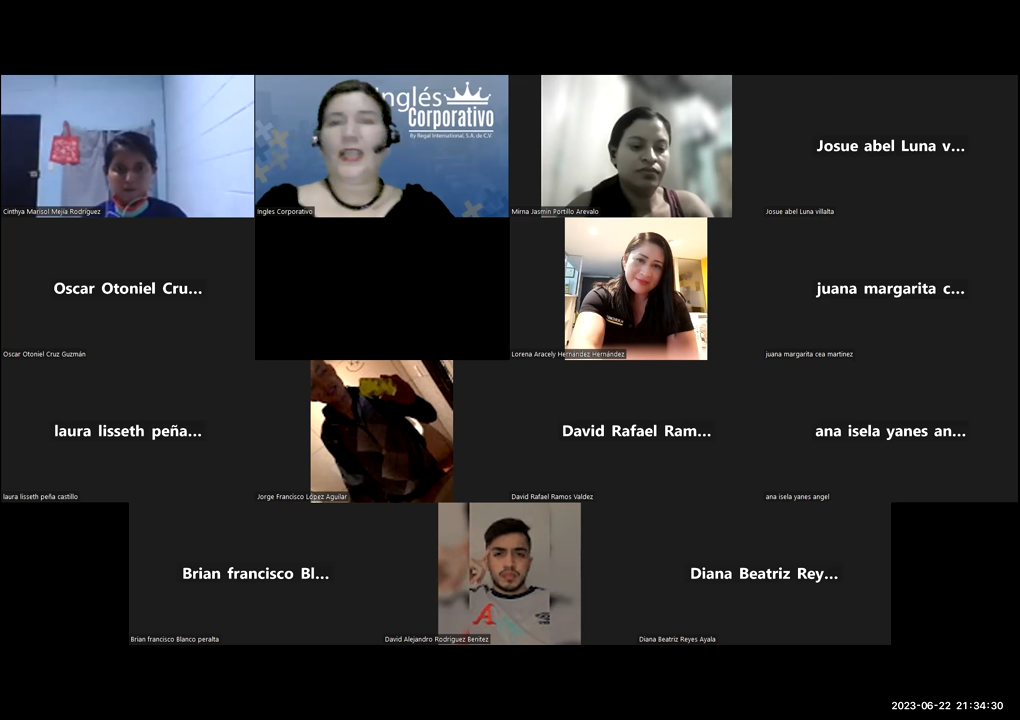 inglés
Corporativo
By Regal International, S.A. de C.V.
Cinthya Marisol Mejía Rodríguez
Ingles Corporativo
Mirna Jasmin Portillo Arevalo
Josue abel Luna v...
Josue abel Luna villalta
Oscar Otoniel Cru...
Oscar Otoniel Cruz Guzmán
Lorena Aracely Hernandez Hernández
juana margarita c...
juana margarita cea martinez
laura lisseth peña...
laura lisseth peña castillo
Jorge Francisco López Aguilar
David Rafael Ram...
David Rafael Ramos Valdez
ana isela yanes an...
ana isela yanes angel
Brian francisco Bl...
Brian francisco Blanco peralta
David Alejandro Rodriguez Benitez
Diana Beatriz Rey...
Diana Beatriz Reyes Ayala
2023-06-22 21:34:30